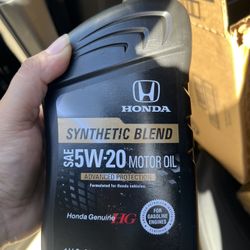 HONDA
SYNTHETIC BLEND
SAE 5W-20 MOTOR OIL
ADVANCED PROTECTION
Formulated for Honda vehicles.
Honda Genuine HG
FOR
GASOLINE
ENGINES